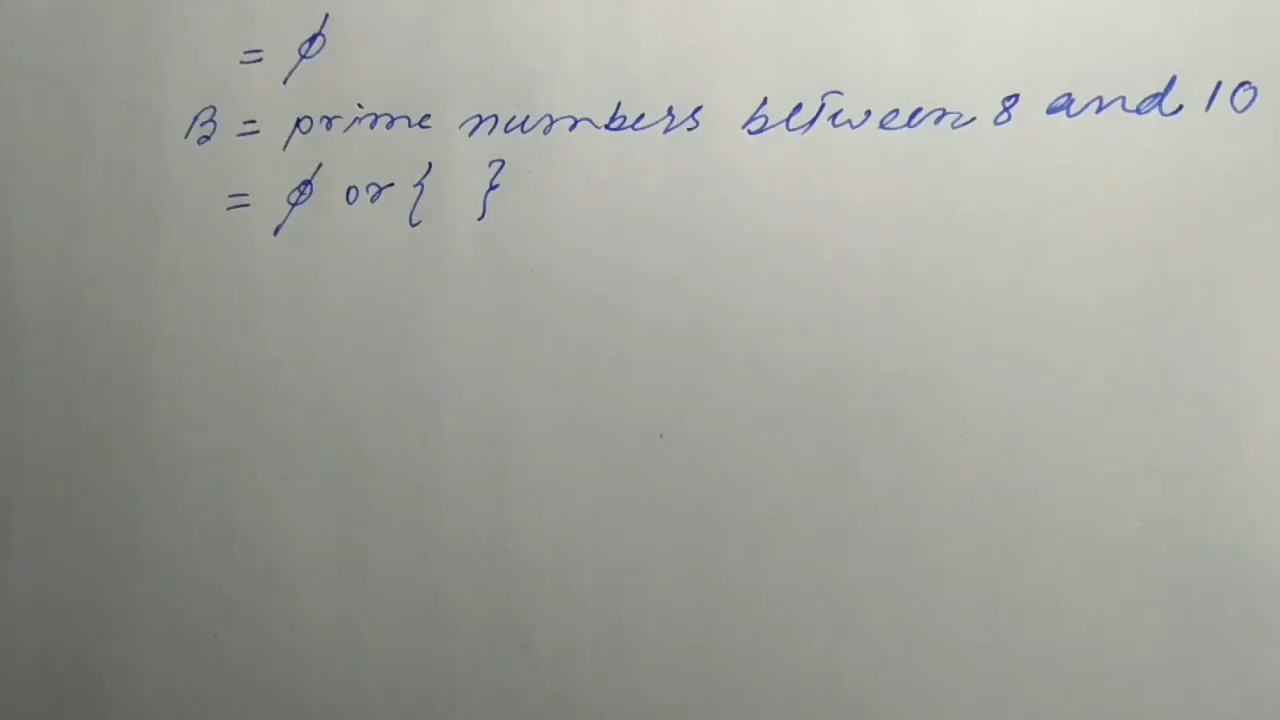 = ϕ
B = prime numbers between 8 and 10
= ϕ or { }